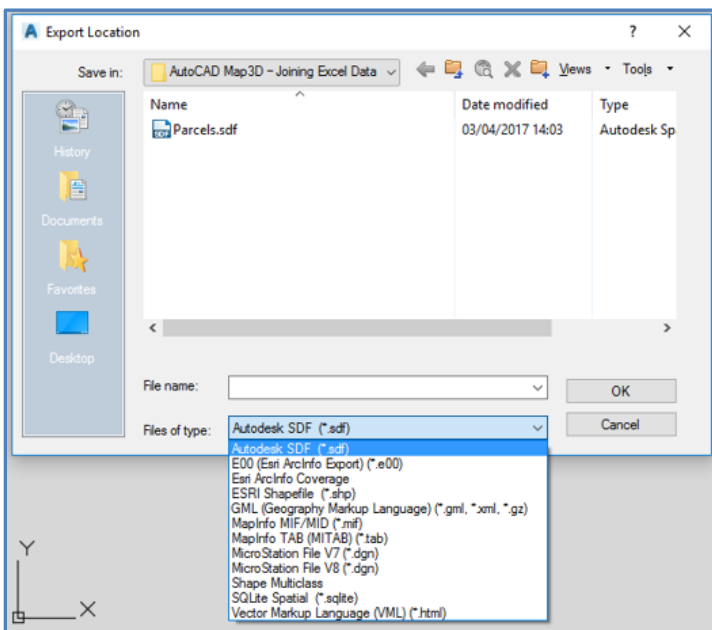 Export Location
?
Save in:
AutoCAD Map3D – Joining Excel Data
Views
Tools
Name
Date modified
Type
Parcels.sdf
03/04/2017 14:03
Autodesk Sp
History
Documents
Favorites
Desktop
File name:
OK
Files of type:
Autodesk SDF (*.sdf)
Cancel
Autodesk SDF (*.sdf)
E00 (Esri ArcInfo Export) (*.e00)
Esri ArcInfo Coverage
ESRI Shapefile (*.shp)
GML (Geography Markup Language) (*.gml, *.xml, *.gz)
MapInfo MIF/MID (*.mif)
MapInfo TAB (MITAB) (*.tab)
MicroStation File V7 (*.dgn)
MicroStation File V8 (*.dgn)
Shape Multiclass
SQLite Spatial (*.sqlite)
Vector Markup Language (VML) (*.html)
Y
X